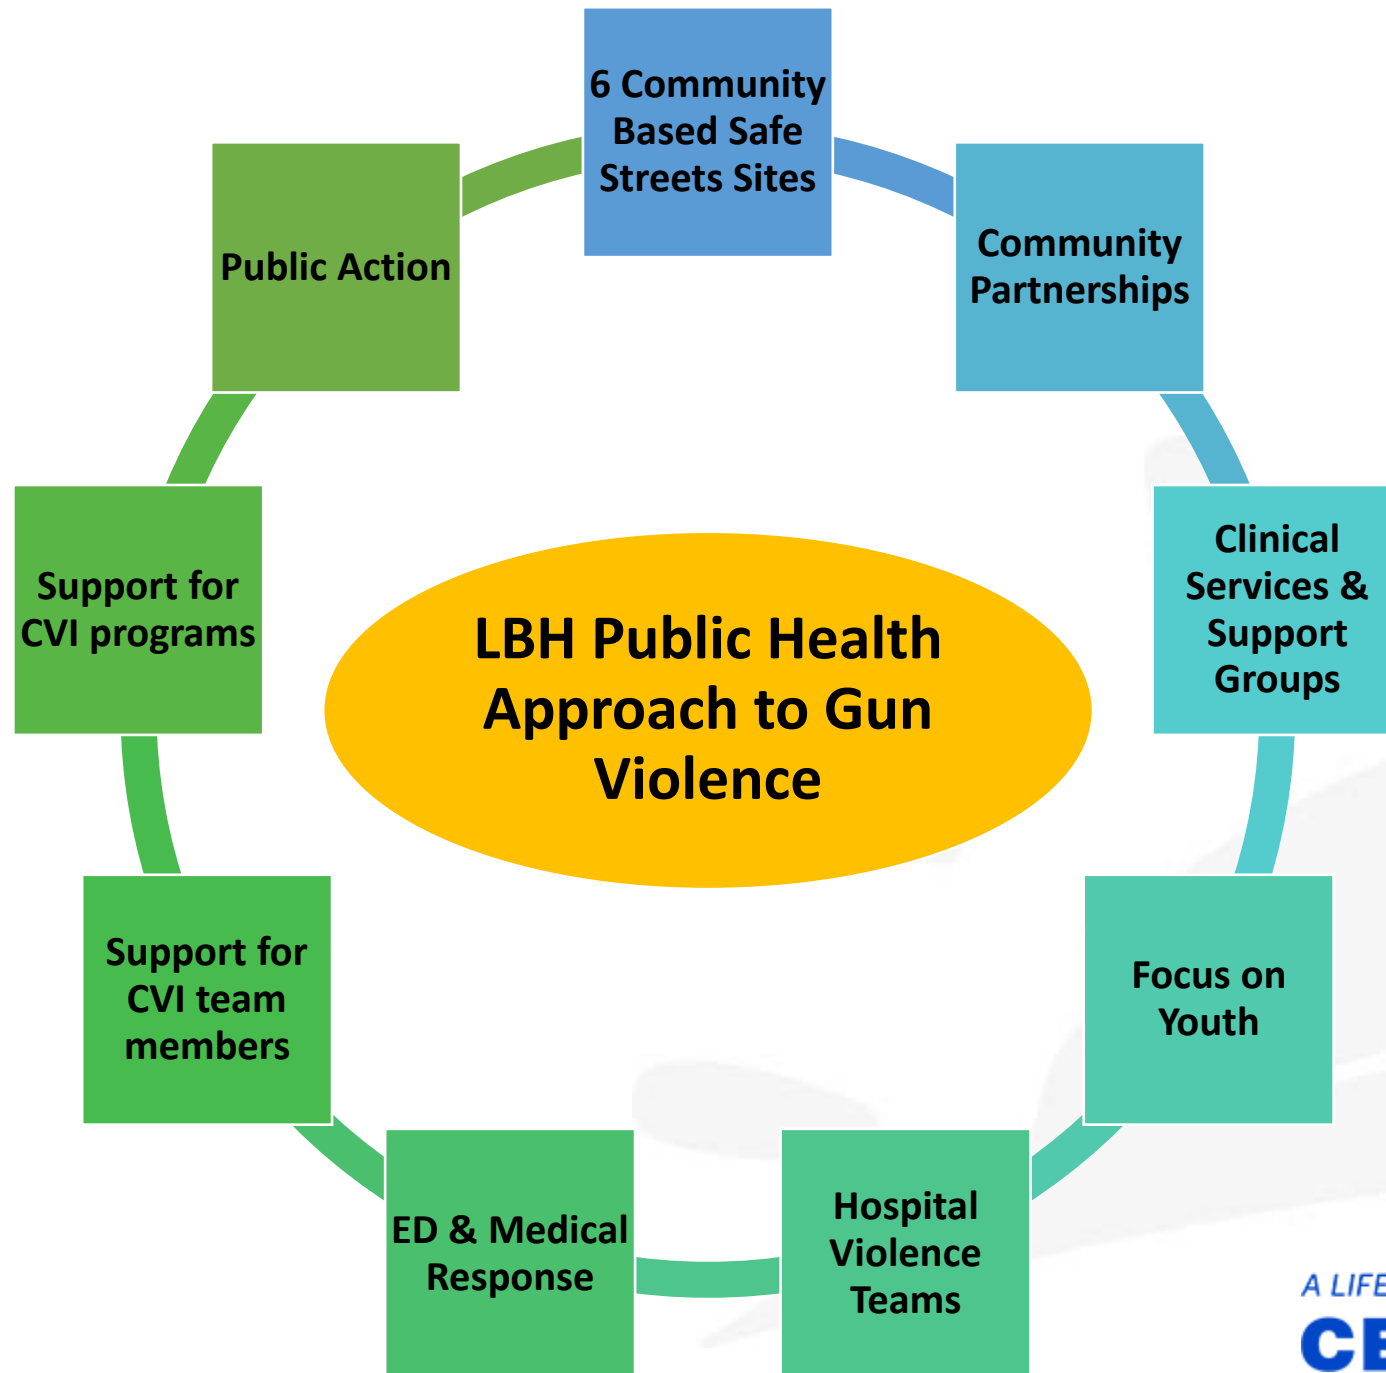 6 Community
Based Safe
Streets Sites
Community
Partnerships
Clinical
Services &
Support
Groups
Focus on
Youth
Hospital
Violence
Teams
ED & Medical
Response
Support for
CVI team
members
Support for
CVI programs
Public Action
LBH Public Health
Approach to Gun
Violence
A LIFE